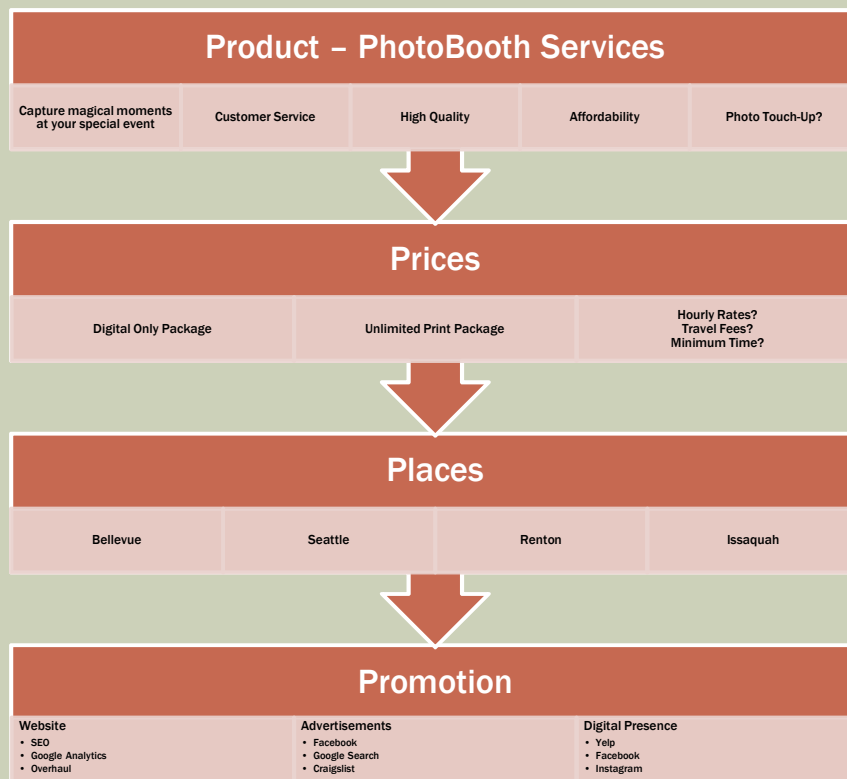 Product – PhotoBooth Services
Capture magical moments
at your special event
Customer Service
High Quality
Affordability
Photo Touch-Up?
Prices
Digital Only Package
Unlimited Print Package
Hourly Rates?
Travel Fees?
Minimum Time?
Places
Bellevue
Seattle
Renton
Issaquah
Promotion
Website
• SEO
• Google Analytics
• Overhaul
Advertisements
• Facebook
• Google Search
• Craigslist
Digital Presence
• Yelp
• Facebook
• Instagram